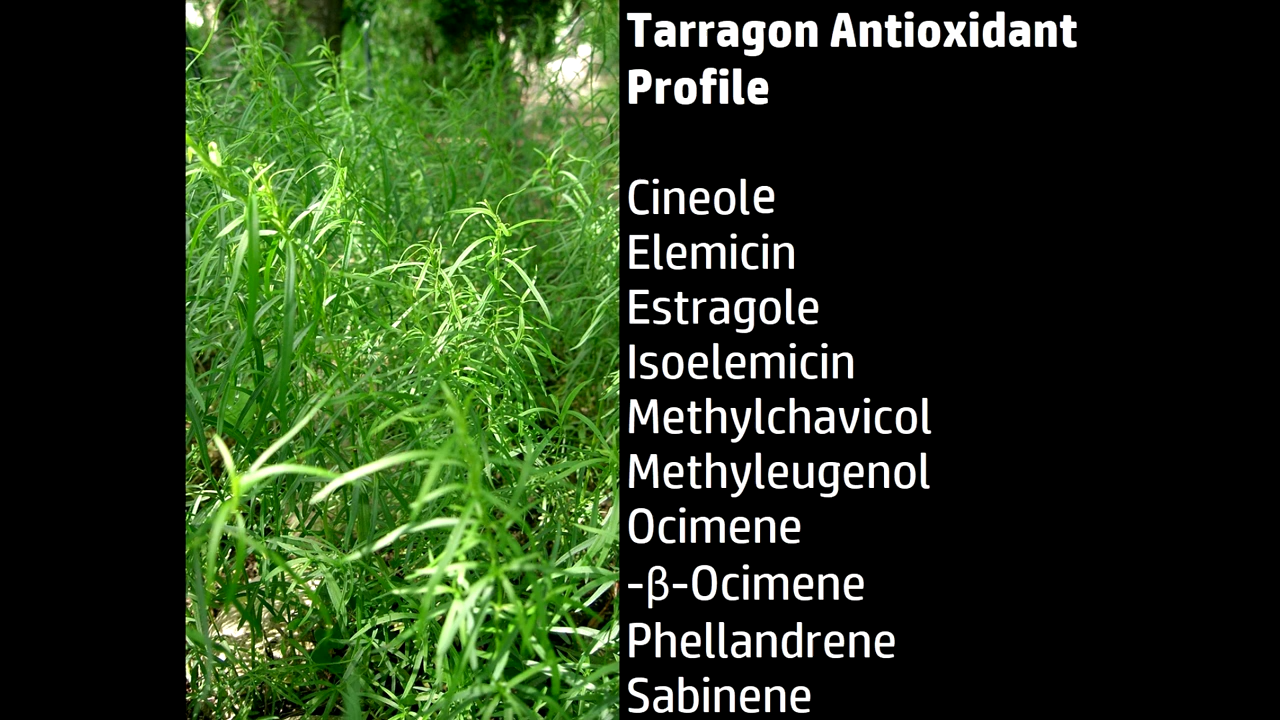 Tarragon Antioxidant
Profile
Cineole
Elemicin
Estragole
Isoelemicin
Methylchavicol
Methyleugenol
Ocimene
-β-Ocimene
Phellandrene
Sabinene